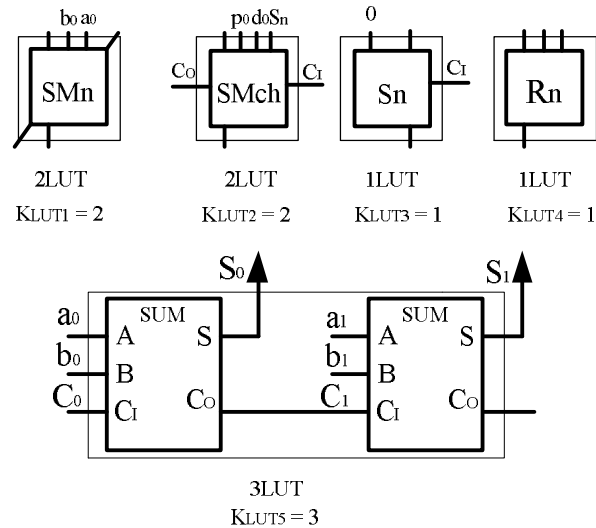 b0 a0
p0 d0 Sn
0
CO
CI
CI
SMn
SMch
Sn
Rn
2LUT
2LUT
1LUT
1LUT
KLUT1 = 2
KLUT2 = 2
KLUT3 = 1
KLUT4 = 1
S0
S1
SUM
SUM
a0
A
S
a1
A
S
b0
B
b1
B
C0
CI
CO
C1
CI
CO
3LUT
KLUT5 = 3